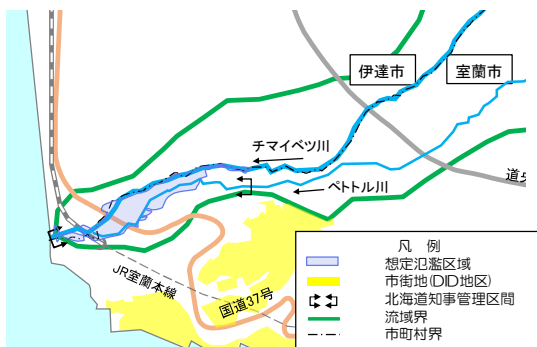 伊達市
室蘭市
チマイベツ川
ペトトル川
道央
JR室蘭本線
国道37号
凡 例
想定氾濫区域
市街地(DID地区)
北海道知事管理区間
流域界
市町村界